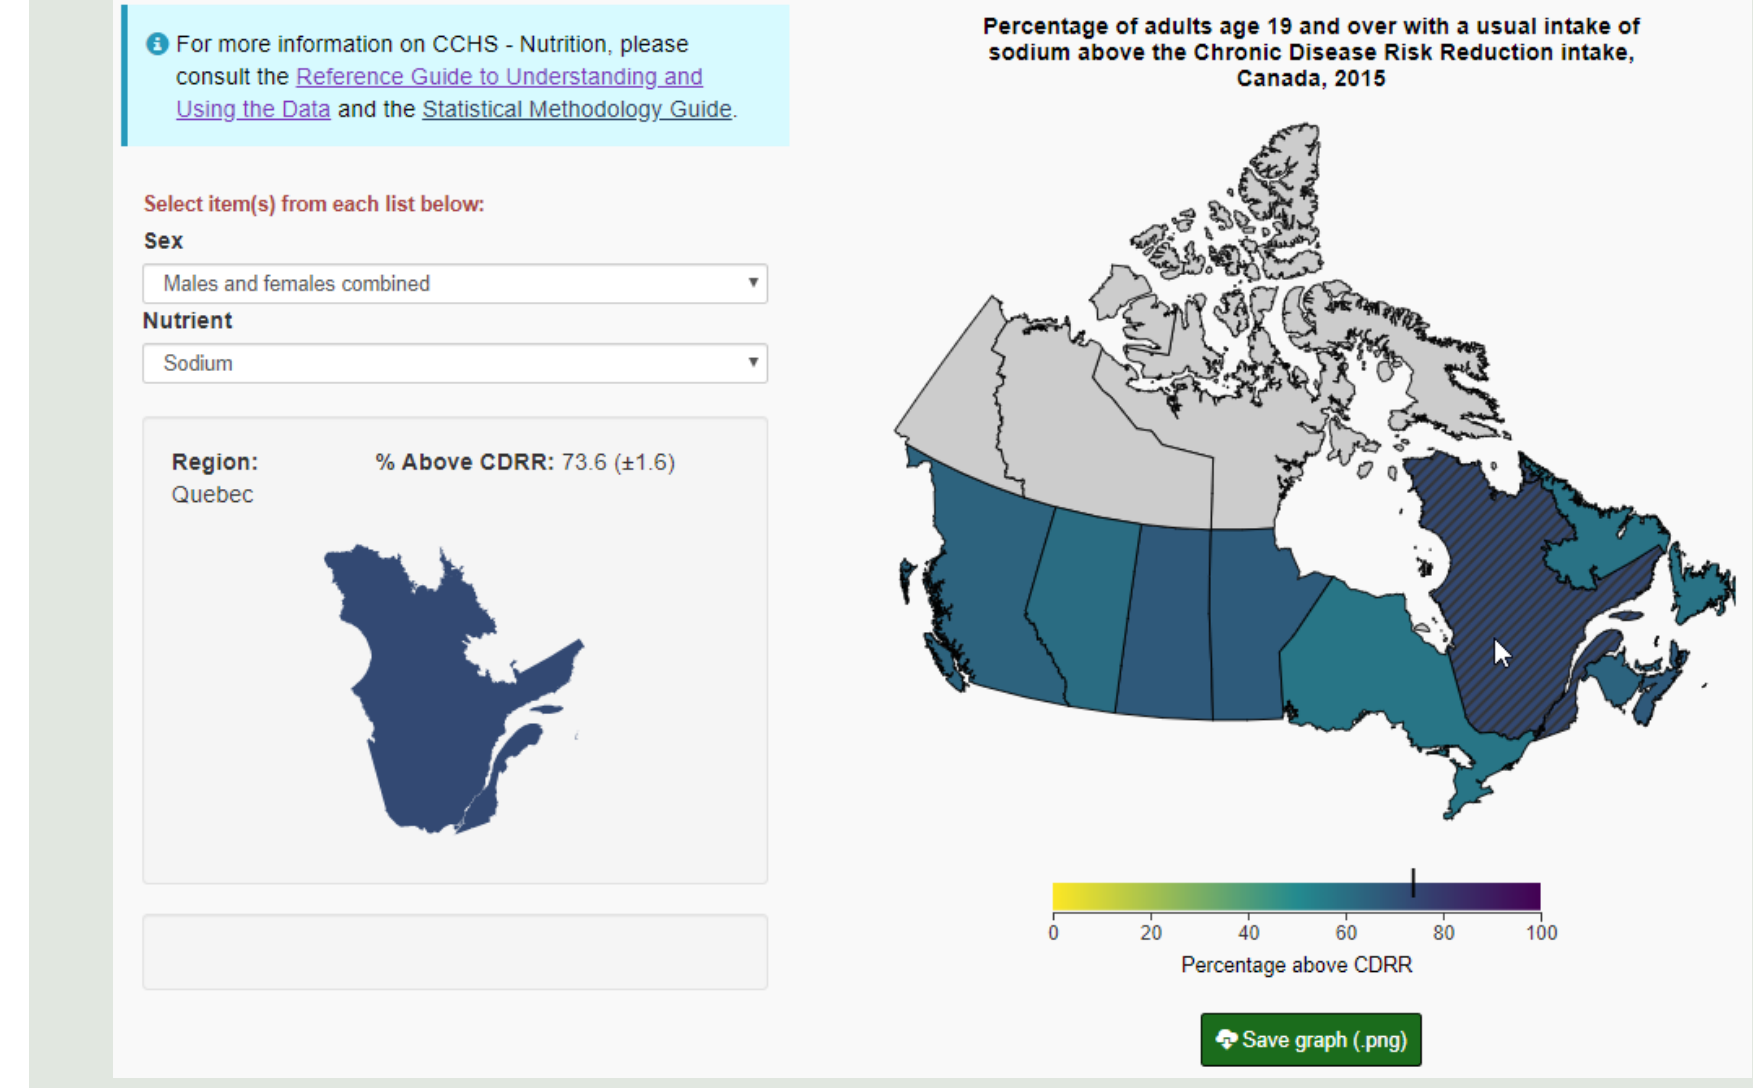 For more information on CCHS - Nutrition, please
consult the Reference Guide to Understanding and
Using the Data and the Statistical Methodology Guide.
Select item(s) from each list below:
Sex
Males and females combined
Nutrient
Sodium
Region: % Above CDRR: 73.6 (±1.6)
Quebec
Percentage of adults age 19 and over with a usual intake of
sodium above the Chronic Disease Risk Reduction intake,
Canada, 2015
0 20 40 60 80 100
Percentage above CDRR
Save graph (.png)